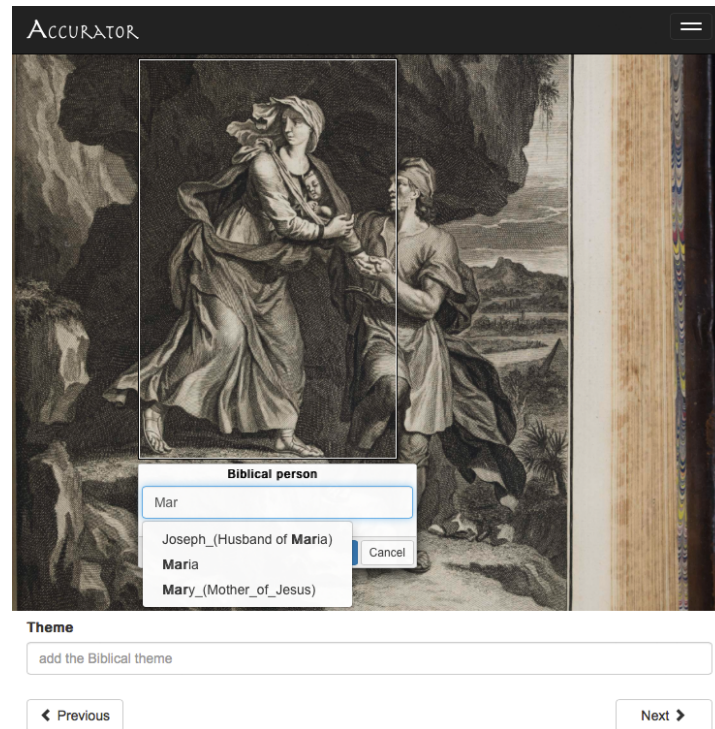 Accurator
Biblical person
Mar
Joseph_(Husband of Maria)
Maria
Mary_(Mother_of_Jesus)
Cancel
Theme
add the Biblical theme
Previous
Next